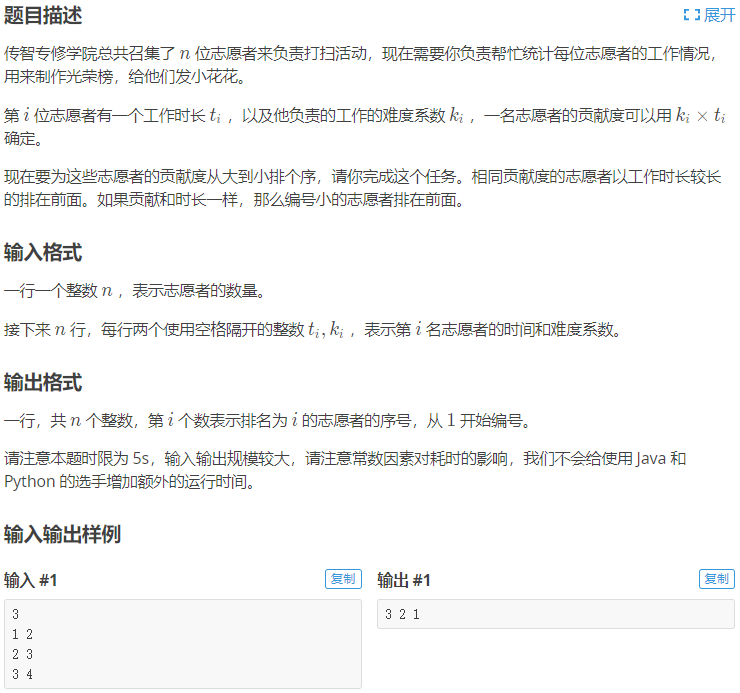 题目描述
展开
传智专修学院总共召集了 n 位志愿者来负责打扫活动，现在需要你负责帮忙统计每位志愿者的工作情况，
用来制作光荣榜，给他们发小花花。
第 i 位志愿者有一个工作时长 tᵢ ，以及他负责的工作的难度系数 kᵢ ，一名志愿者的贡献度可以用 kᵢ × tᵢ
确定。
现在要为这些志愿者的贡献度从大到小排个序，请你完成这个任务。相同贡献度的志愿者以工作时长较长
的排在前面。如果贡献和时长一样，那么编号小的志愿者排在前面。
输入格式
一行一个整数 n ，表示志愿者的数量。
接下来 n 行，每行两个使用空格隔开的整数 tᵢ, kᵢ ，表示第 i 名志愿者的时间和难度系数。
输出格式
一行，共 n 个整数，第 i 个数表示排名为 i 的志愿者的序号，从 1 开始编号。
请注意本题时限为 5s，输入输出规模较大，请注意常数因素对耗时的影响，我们不会给使用 Java 和
Python 的选手增加额外的运行时间。
输入输出样例
输入 #1
复制
3
1 2
2 3
3 4
输出 #1
复制
3 2 1